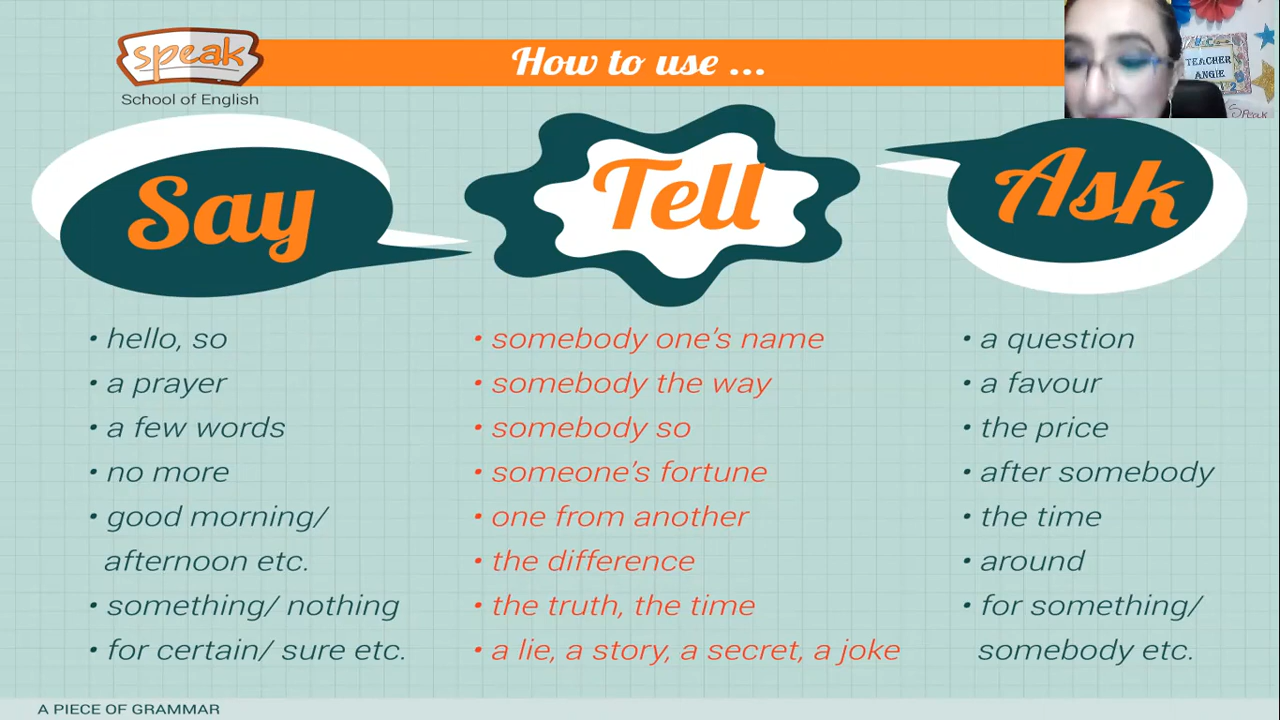 speak
School of English
How to use ...
TEACHER
ANGIE
Speak
Say
Tell
Ask
• hello, so
• a prayer
• a few words
• no more
• good morning/
afternoon etc.
• something/ nothing
• for certain/ sure etc.
• somebody one's name
• somebody the way
• somebody so
• someone's fortune
• one from another
• the difference
• the truth, the time
• a lie, a story, a secret, a joke
• a question
• a favour
• the price
• after somebody
• the time
• around
• for something/
somebody etc.
A PIECE OF GRAMMAR